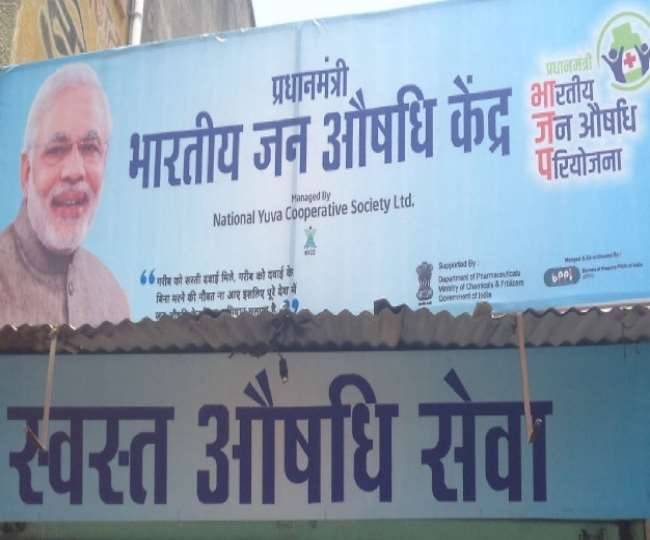 प्रधानमंत्री
भारतीय जन औषधि केंद्र
Managed By
National Yuva Cooperative Society Ltd.
NYCS
प्रधानमंत्री
भारतीय
जन औषधि
परियोजना
“ गरीब को सस्ती दवाई मिले, गरीब को दवाई के
बिना मरने की नौबत ना आए इसलिए पूरे देश में
”
Supported By :
Department of Pharmaceuticals
Ministry of Chemicals & Fertilizers
Government of India
bppi
स्वस्त औषधि सेवा